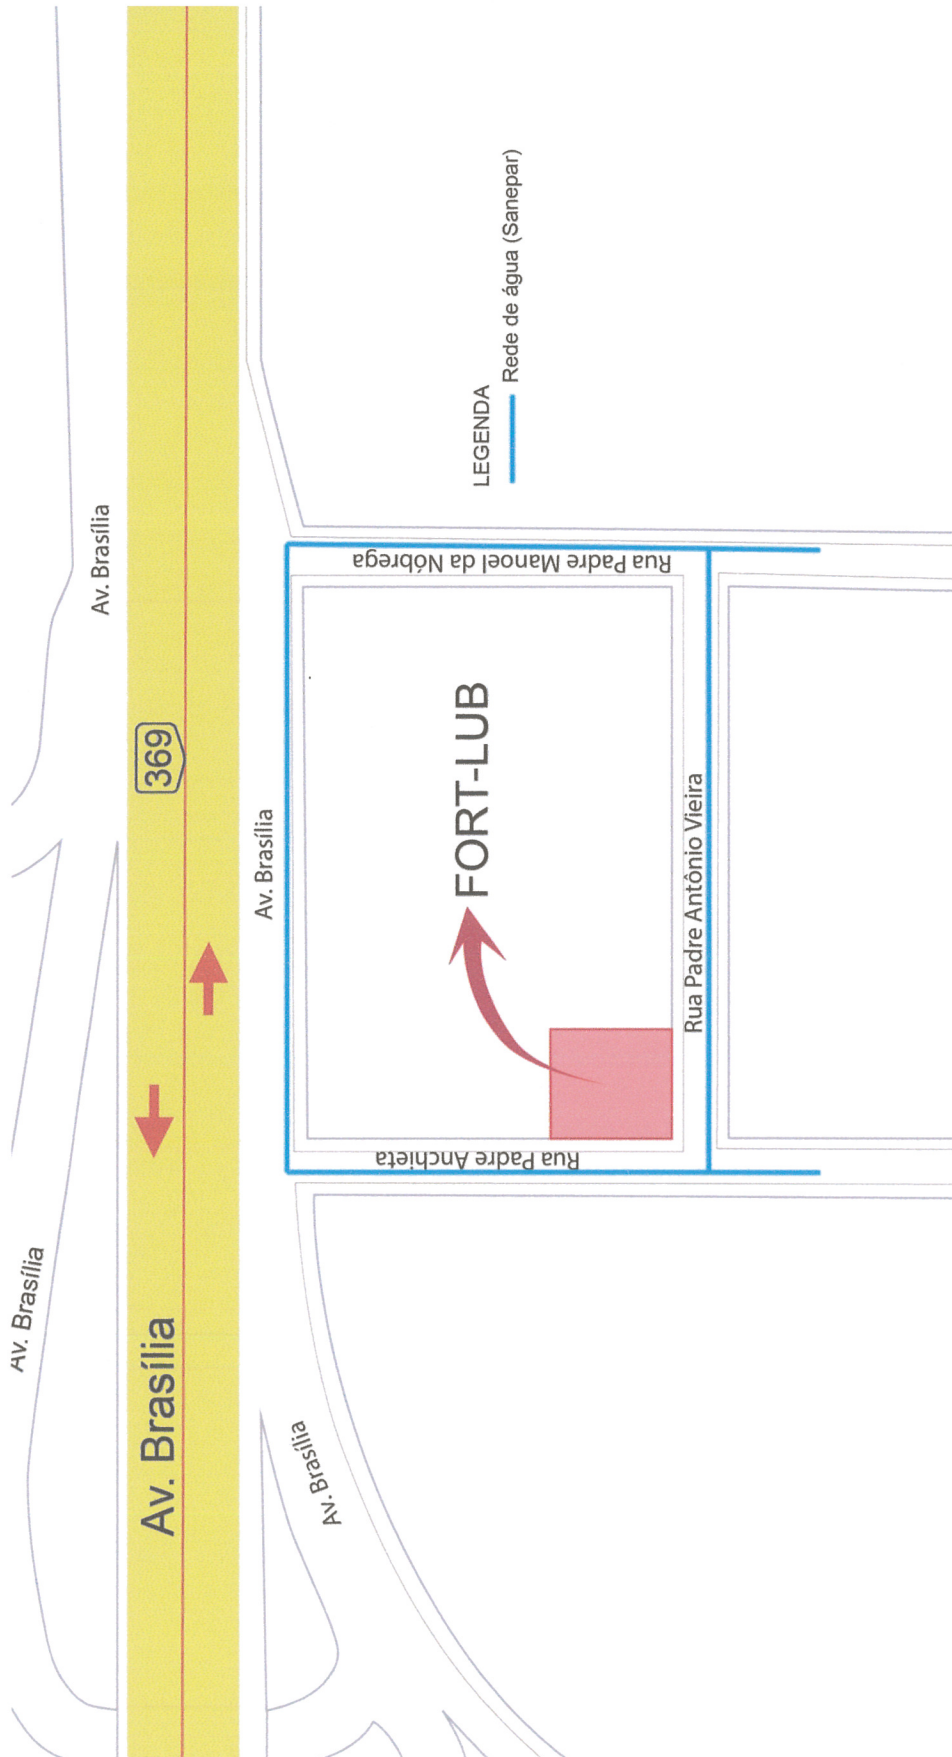 Av. Brasília
Av. Brasília
Av. Brasília
369
Av. Brasília
Av. Brasília
Rua Padre Anchieta
FORT-LUB
Rua Padre Manoel da Nóbrega
Rua Padre Antônio Vieira
LEGENDA
Rede de água (Sanepar)